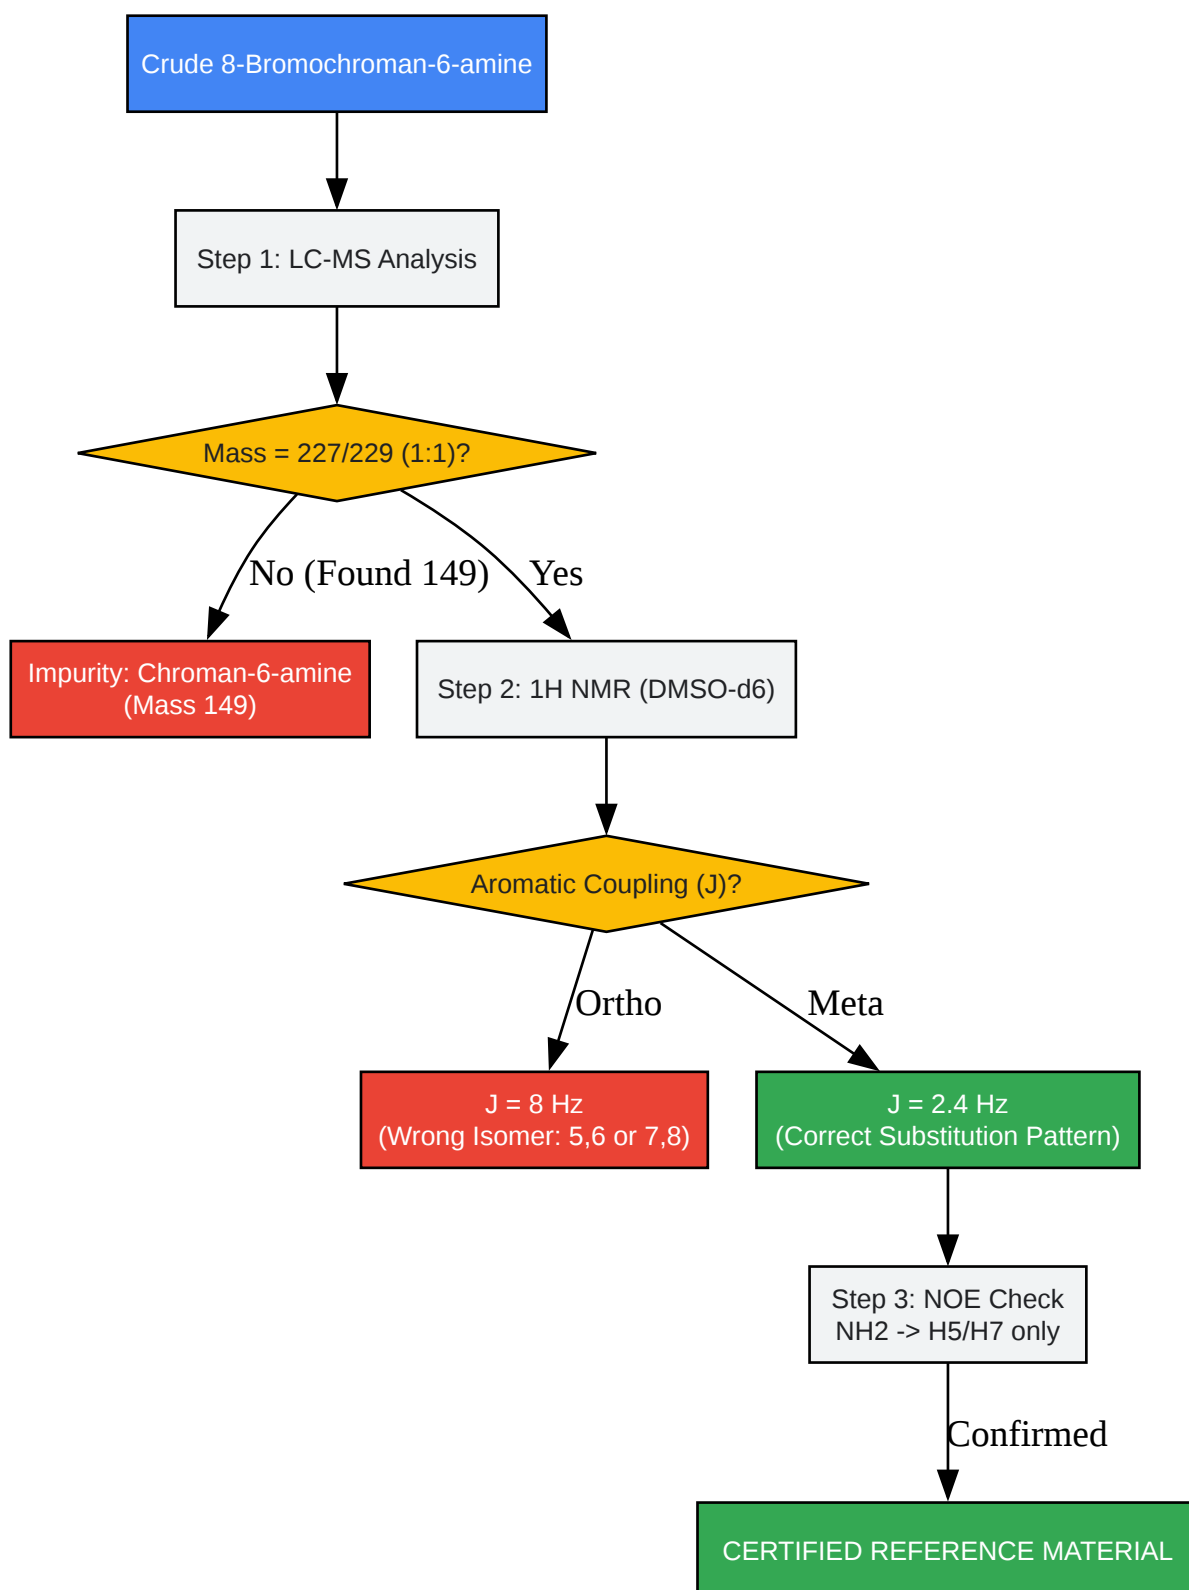 Crude 8-Bromochroman-6-amine
Step 1: LC-MS Analysis
Mass = 227/229 (1:1)?
No (Found 149)
Yes
Impurity: Chroman-6-amine
(Mass 149)
Step 2: 1H NMR (DMSO-d6)
Aromatic Coupling (J)?
Ortho
Meta
J = 8 Hz
(Wrong Isomer: 5,6 or 7,8)
J = 2.4 Hz
(Correct Substitution Pattern)
Step 3: NOE Check
NH2 -> H5/H7 only
Confirmed
CERTIFIED REFERENCE MATERIAL